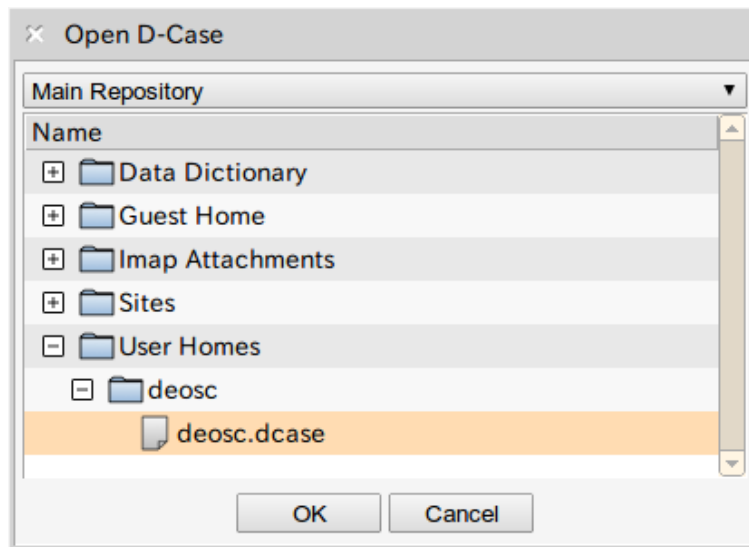 Open D-Case
Main Repository
Name
Data Dictionary
Guest Home
Imap Attachments
Sites
User Homes
deosc
deosc.dcase
OK Cancel